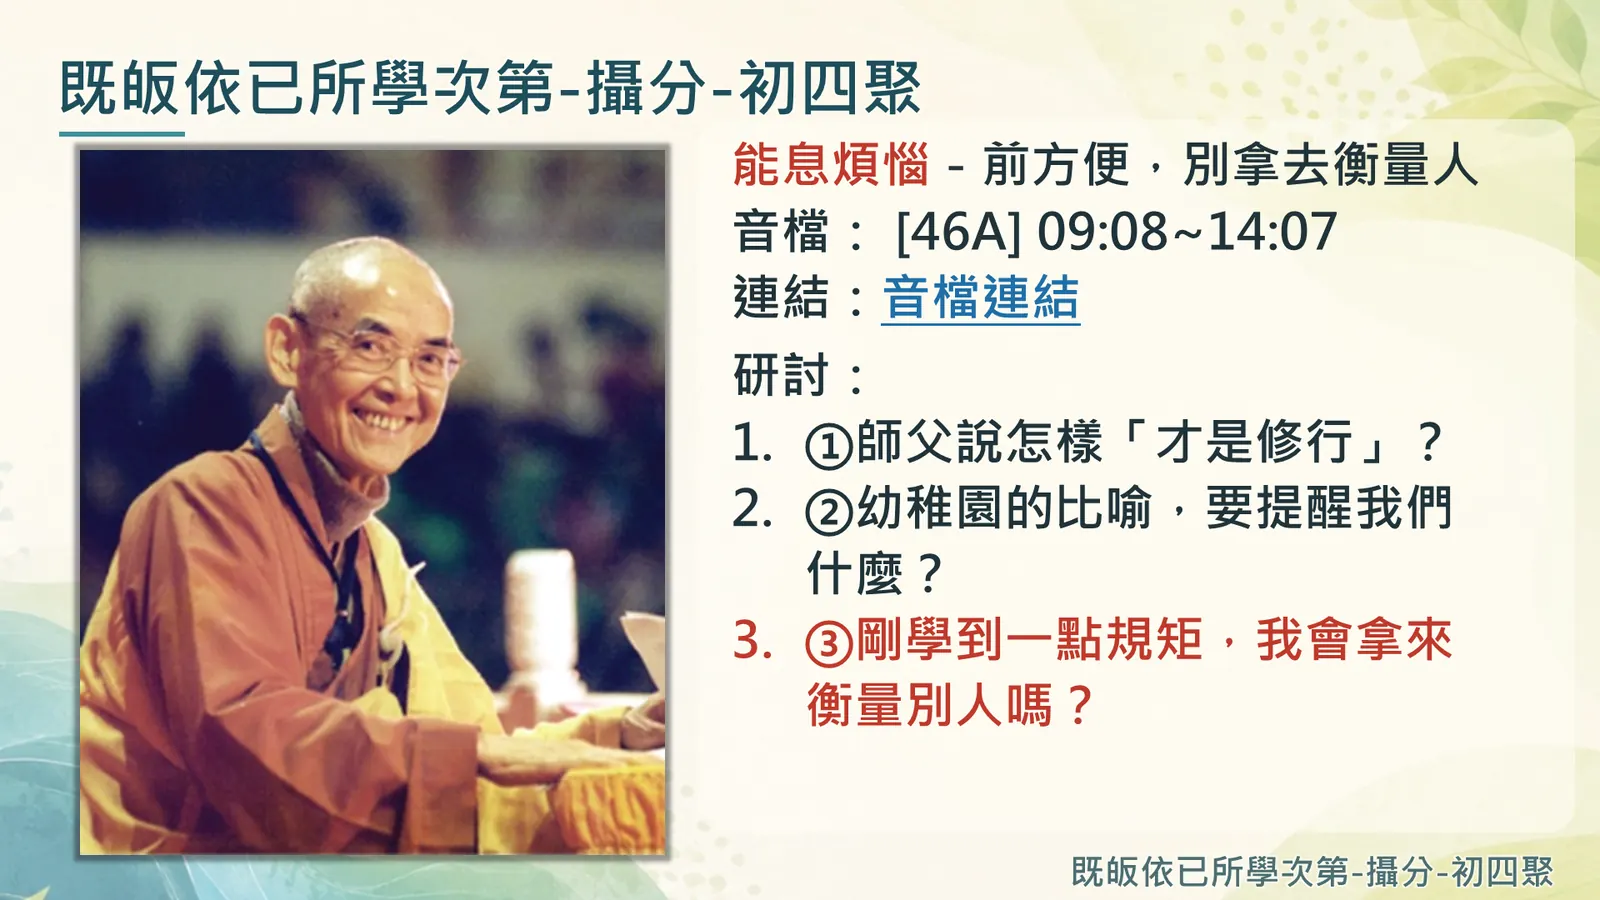 既皈依已所學次第-攝分-初四聚
能息煩惱 - 前方便，別拿去衡量人
音檔： [46A] 09:08~14:07
連結：音檔連結
研討：
1. ①師父說怎樣「才是修行」？
2. ②幼稚園的比喻，要提醒我們
什麼？
3. ③剛學到一點規矩，我會拿來
衡量別人嗎？
既皈依已所學次第-攝分-初四聚